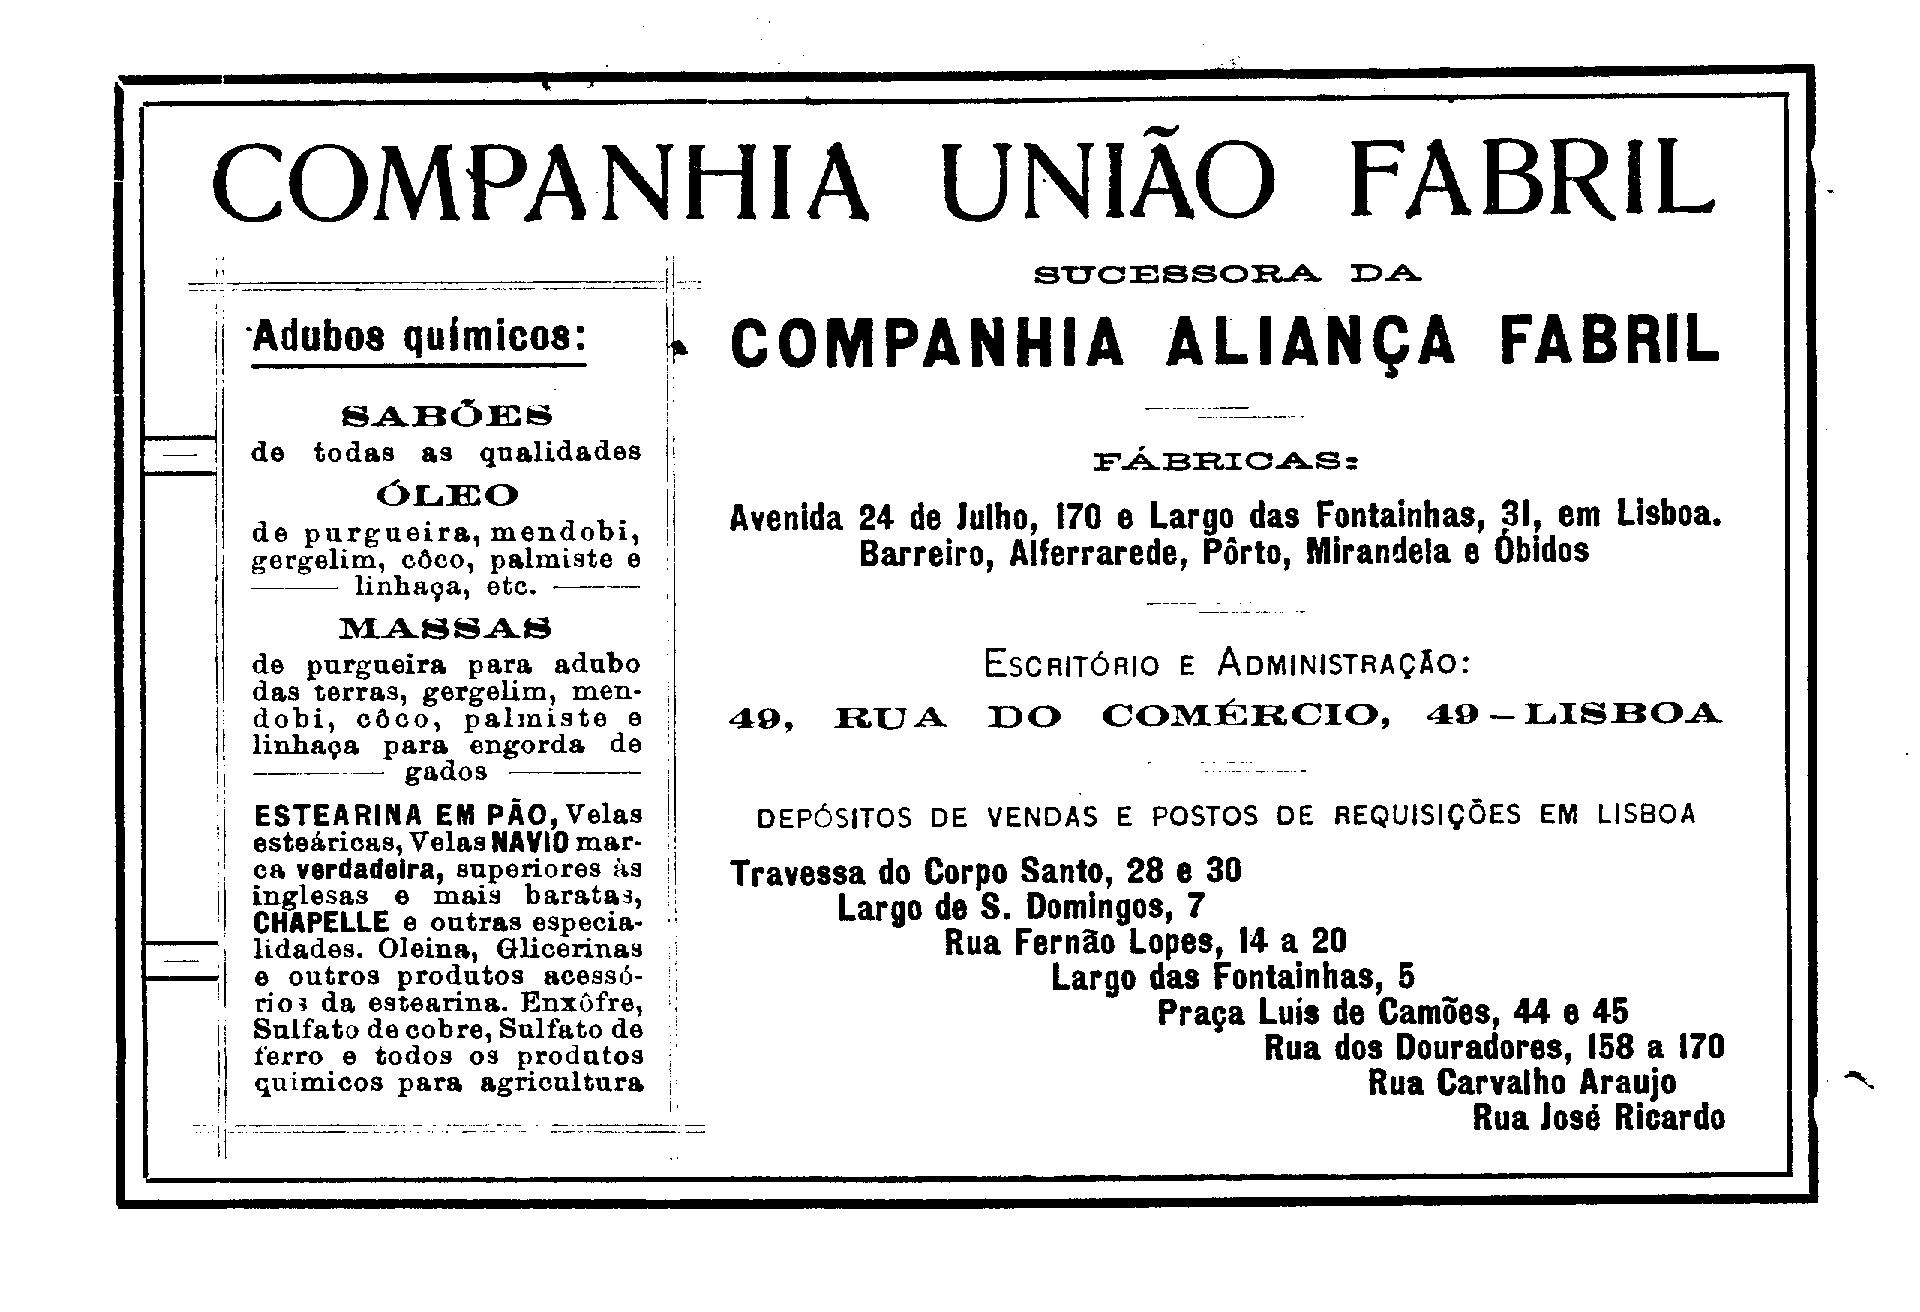 COMPANHIA UNIÃO FABRIL
Adubos químicos:
SABÕES
de todas as qualidades
ÓLEO
de purgueira, mendobi,
gergelim, côco, palmiste e
linhaça, etc.
MASSAS
de purgueira para adubo
das terras, gergelim, men-
dobi, côco, palmiste e
linhaça para engorda de
gados
ESTEARINA EM PÃO, Velas
esteáricas, Velas NAVIO mar-
ca verdadeira, superiores às
inglesas e mais baratas,
CHAPELLE e outras especia-
lidades. Oleina, Glicerinas
e outros produtos acessó-
rios da estearina. Enxôfre,
Sulfato de cobre, Sulfato de
ferro e todos os produtos
químicos para agricultura
SUCESSORA DA
COMPANHIA ALIANÇA FABRIL
FÁBRICAS:
Avenida 24 de Julho, 170 e Largo das Fontainhas, 31, em Lisboa.
Barreiro, Alferrarede, Pôrto, Mirandela e Óbidos
ESCRITÓRIO E ADMINISTRAÇÃO:
49, RUA DO COMÉRCIO, 49 – LISBOA
DEPÓSITOS DE VENDAS E POSTOS DE REQUISIÇÕES EM LISBOA
Travessa do Corpo Santo, 28 e 30
Largo de S. Domingos, 7
Rua Fernão Lopes, 14 a 20
Largo das Fontainhas, 5
Praça Luis de Camões, 44 e 45
Rua dos Douradores, 158 a 170
Rua Carvalho Araujo
Rua José Ricardo